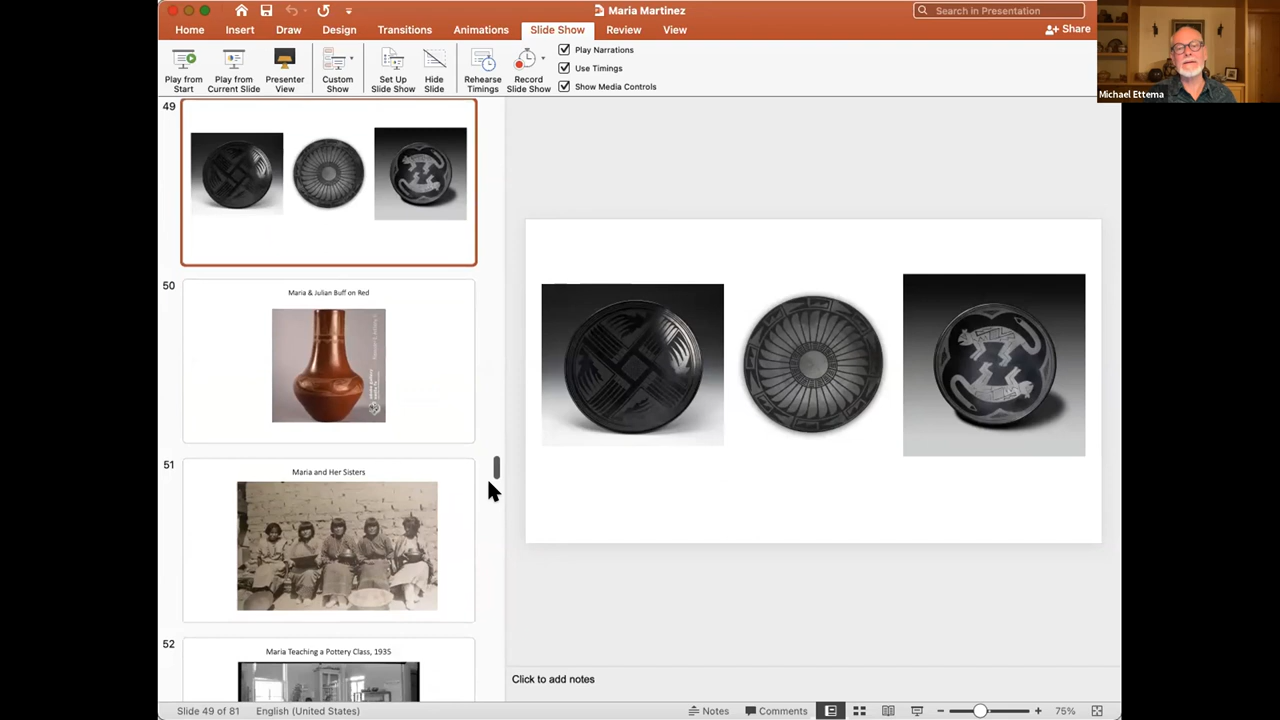 Maria Martinez
Search in Presentation
Home Insert Draw Design Transitions Animations Slide Show Review View
Share
Play from Start
Play from Current Slide
Presenter View
Custom Show
Set Up Slide Show
Hide Slide
Rehearse Timings
Record Slide Show
Play Narrations
Use Timings
Show Media Controls
Michael Ettema
49
50
Maria & Julian Buff on Red
51
Maria and Her Sisters
52
Maria Teaching a Pottery Class, 1935
Click to add notes
Slide 49 of 81 English (United States) Notes Comments 75%